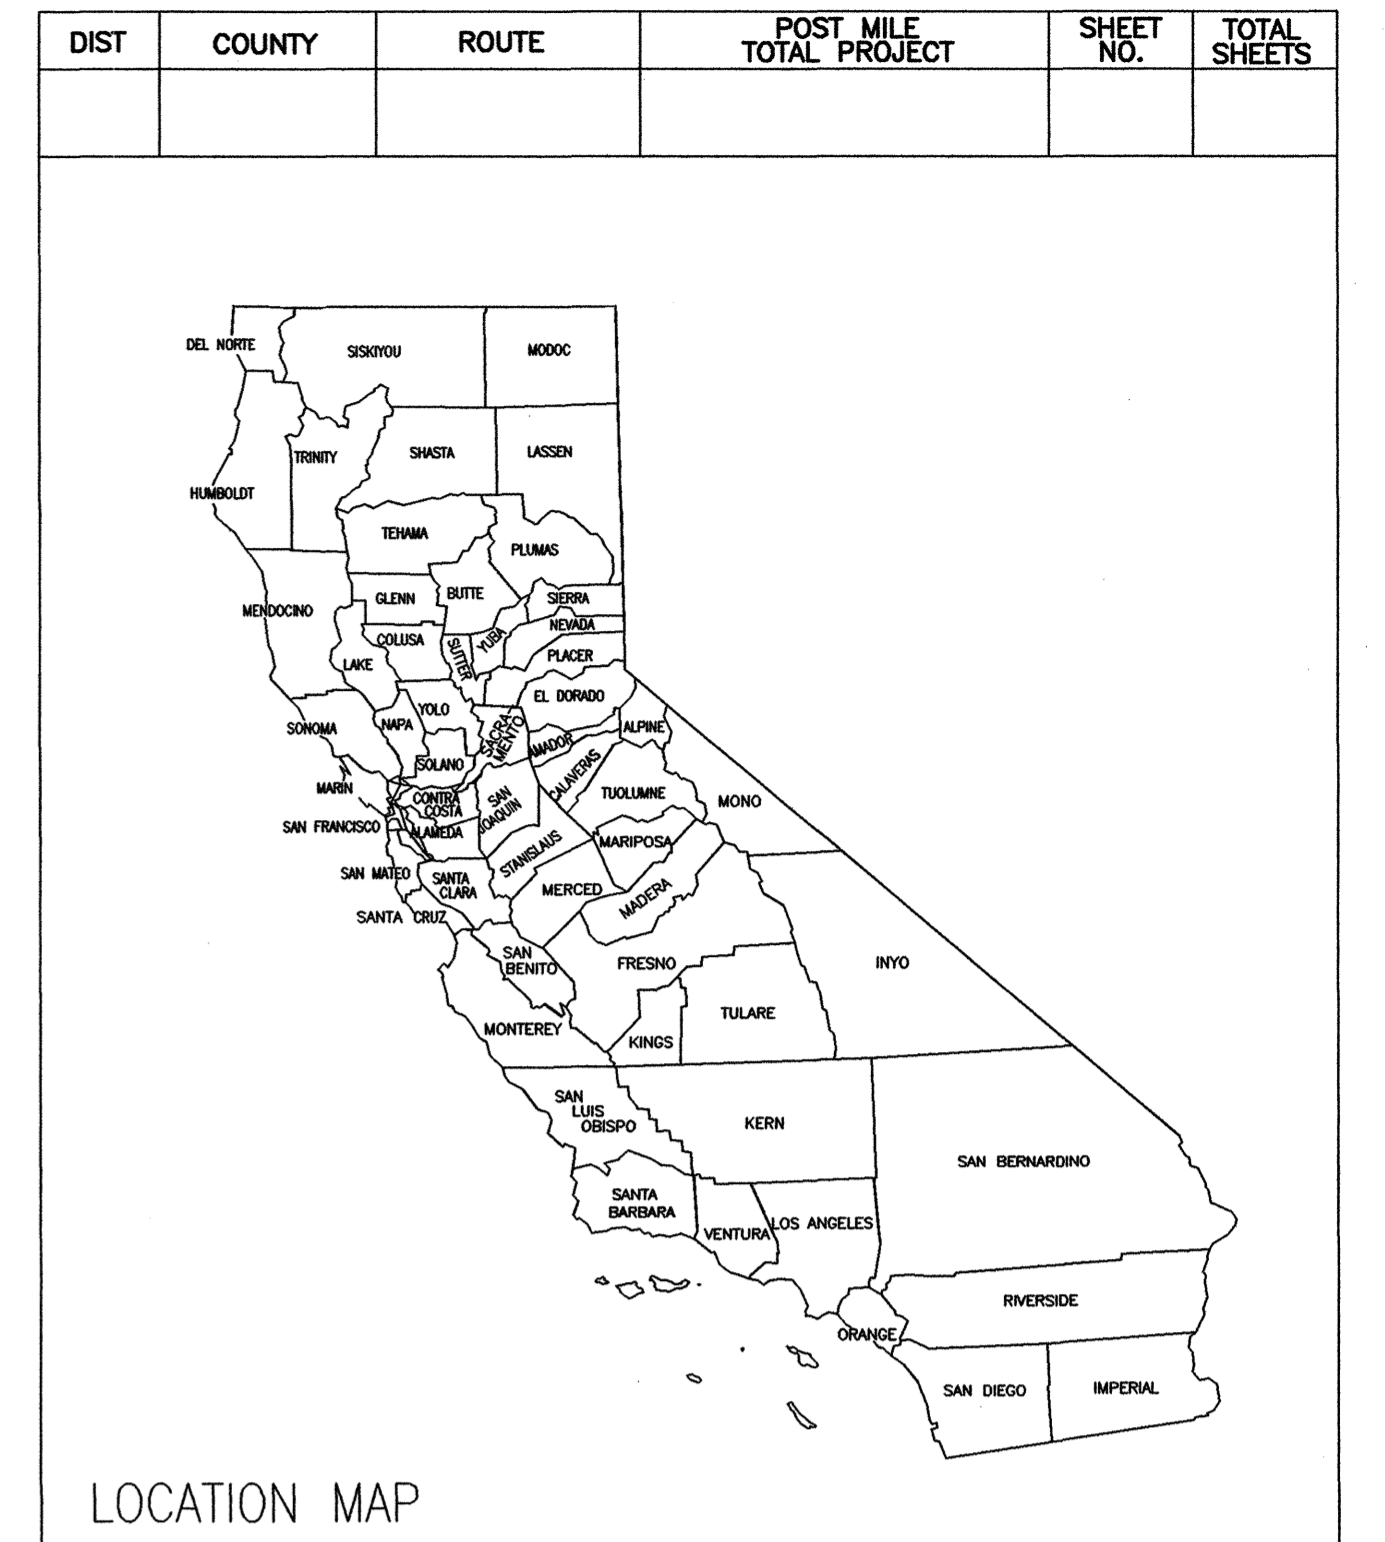 DIST COUNTY ROUTE POST MILE TOTAL PROJECT SHEET NO. TOTAL SHEETS
DEL NORTE
SISKIYOU
MODOC
TRINITY
SHASTA
LASSEN
HUMBOLDT
TEHAMA
PLUMAS
MENDOCINO
GLENN
BUTTE
SIERRA
NEVADA
COLUSA
SUTTER
YUBA
LAKE
PLACER
EL DORADO
SONOMA
NAPA
YOLO
SACRA
MENTO
ALPINE
AMADOR
SOLANO
CALAVERAS
MARIN
CONTRA
COSTA
SAN
JOAQUIN
TUOLUMNE
MONO
SAN FRANCISCO
ALAMEDA
STANISLAUS
MARIPOSA
SAN MATEO
SANTA
CLARA
MERCED
MADERA
SANTA CRUZ
SAN
BENITO
FRESNO
INYO
MONTEREY
KINGS
TULARE
SAN
LUIS
OBISPO
KERN
SAN BERNARDINO
SANTA
BARBARA
VENTURA
LOS ANGELES
RIVERSIDE
ORANGE
SAN DIEGO
IMPERIAL
LOCATION MAP